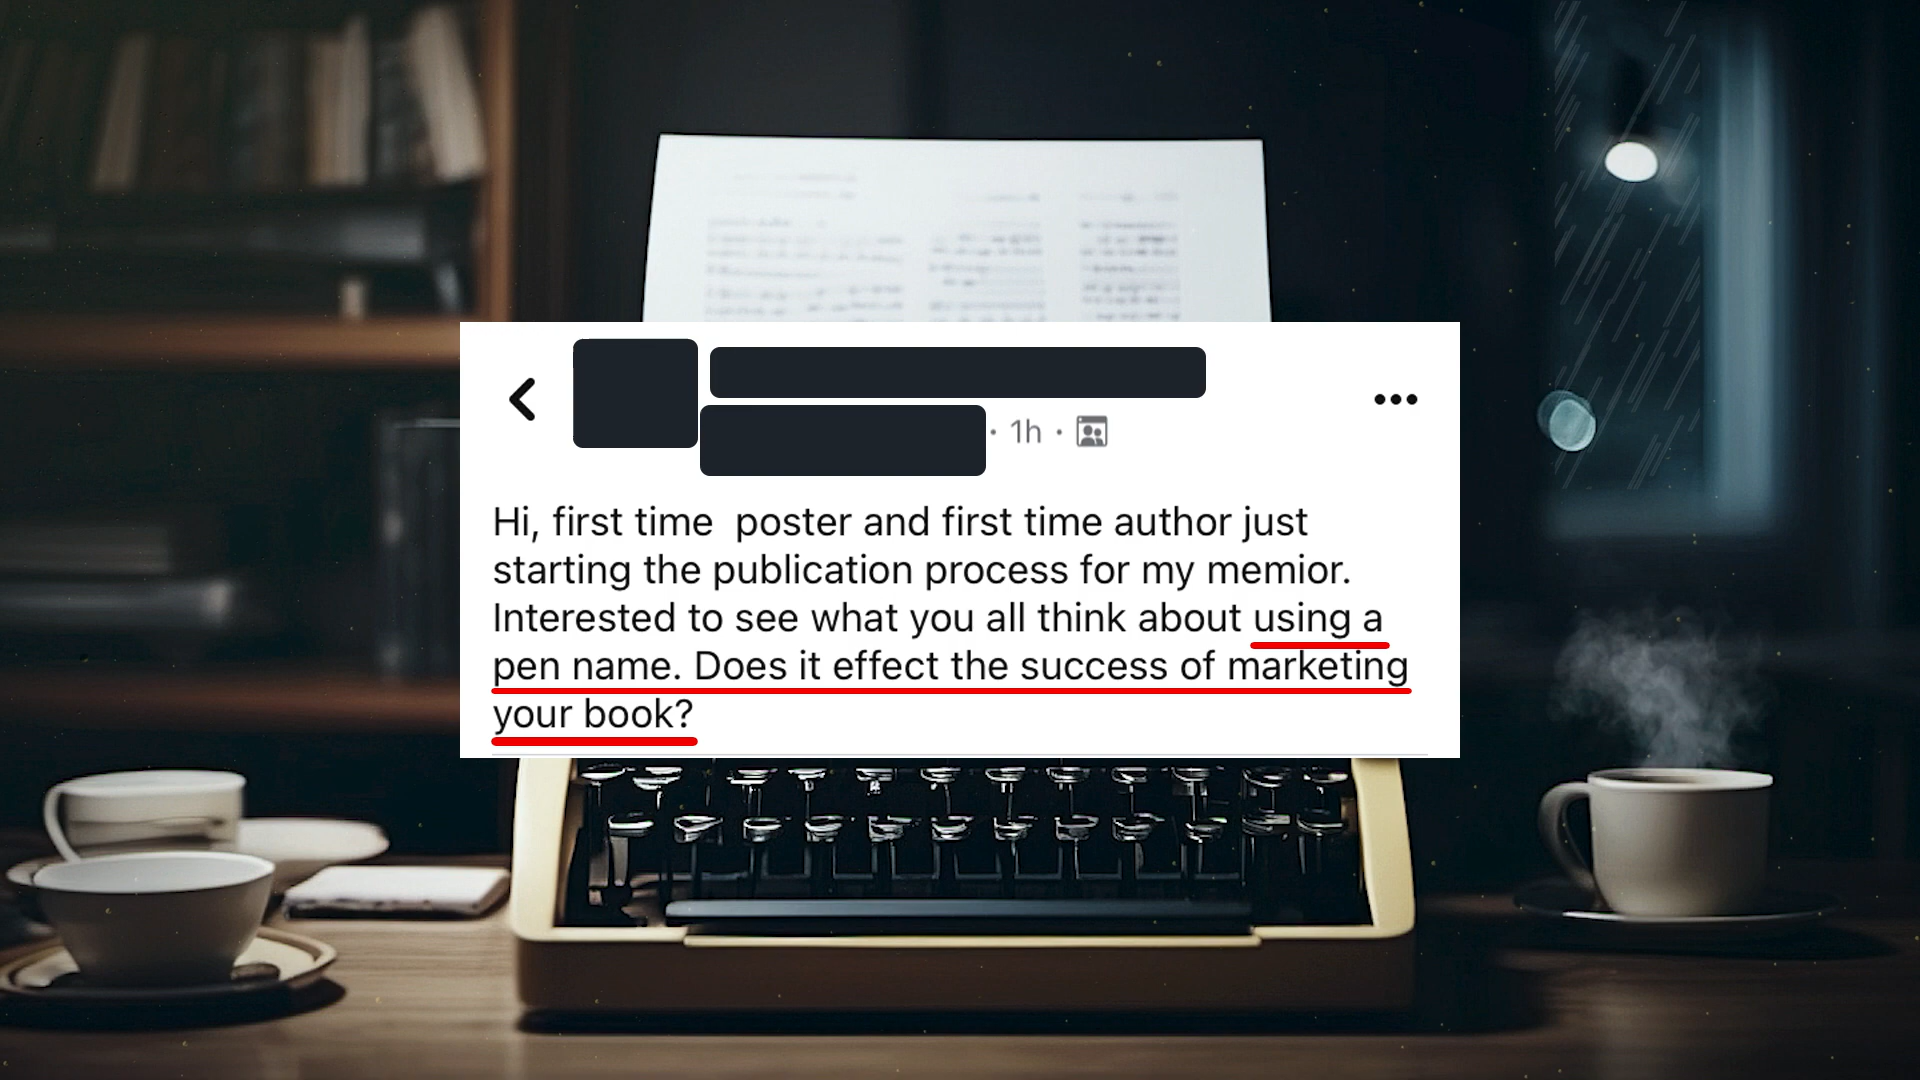 · 1h ·
Hi, first time  poster and first time author just
starting the publication process for my memior.
Interested to see what you all think about using a
pen name. Does it effect the success of marketing
your book?